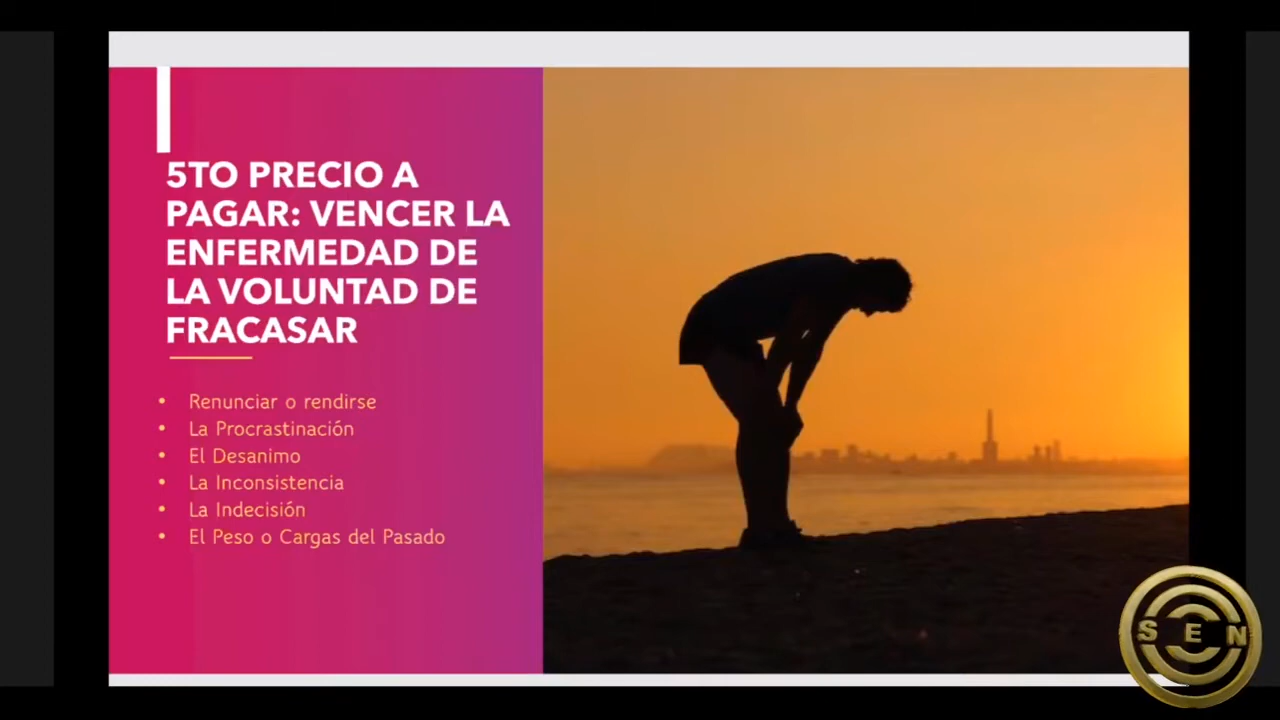 5TO PRECIO A
PAGAR: VENCER LA
ENFERMEDAD DE
LA VOLUNTAD DE
FRACASAR
• Renunciar o rendirse
• La Procrastinación
• El Desanimo
• La Inconsistencia
• La Indecisión
• El Peso o Cargas del Pasado
S E N